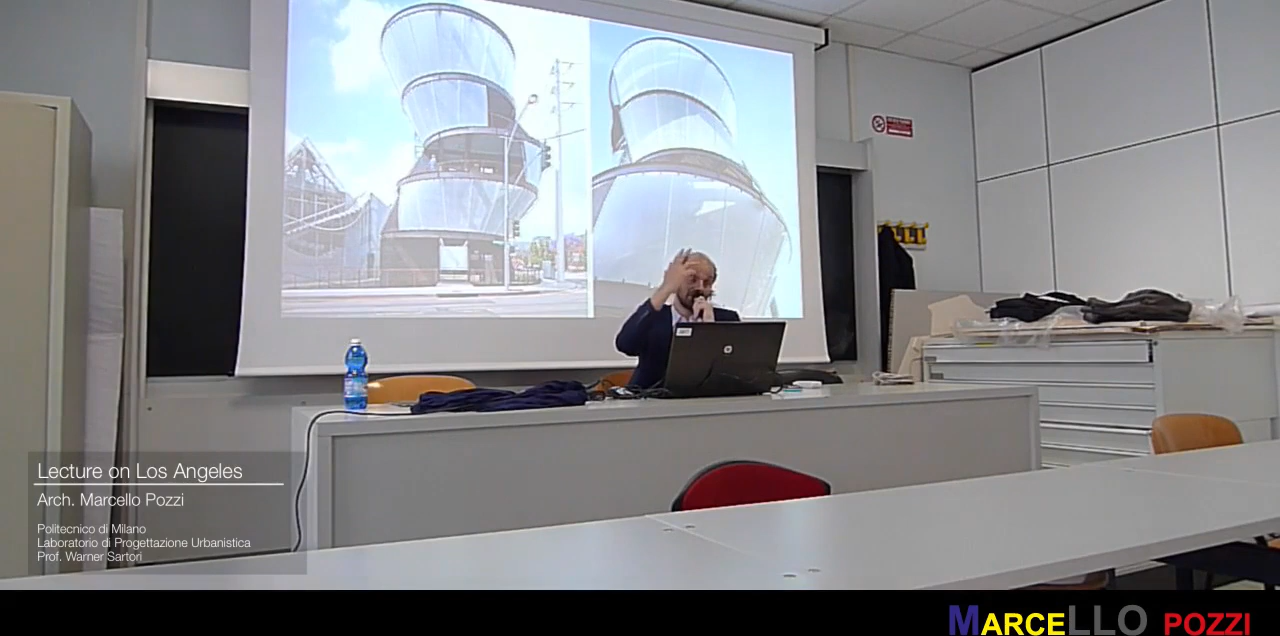 Lecture on Los Angeles
Arch. Marcello Pozzi
Politecnico di Milano
Laboratorio di Progettazione Urbanistica
Prof. Warner Sartori
MARCELLO POZZI